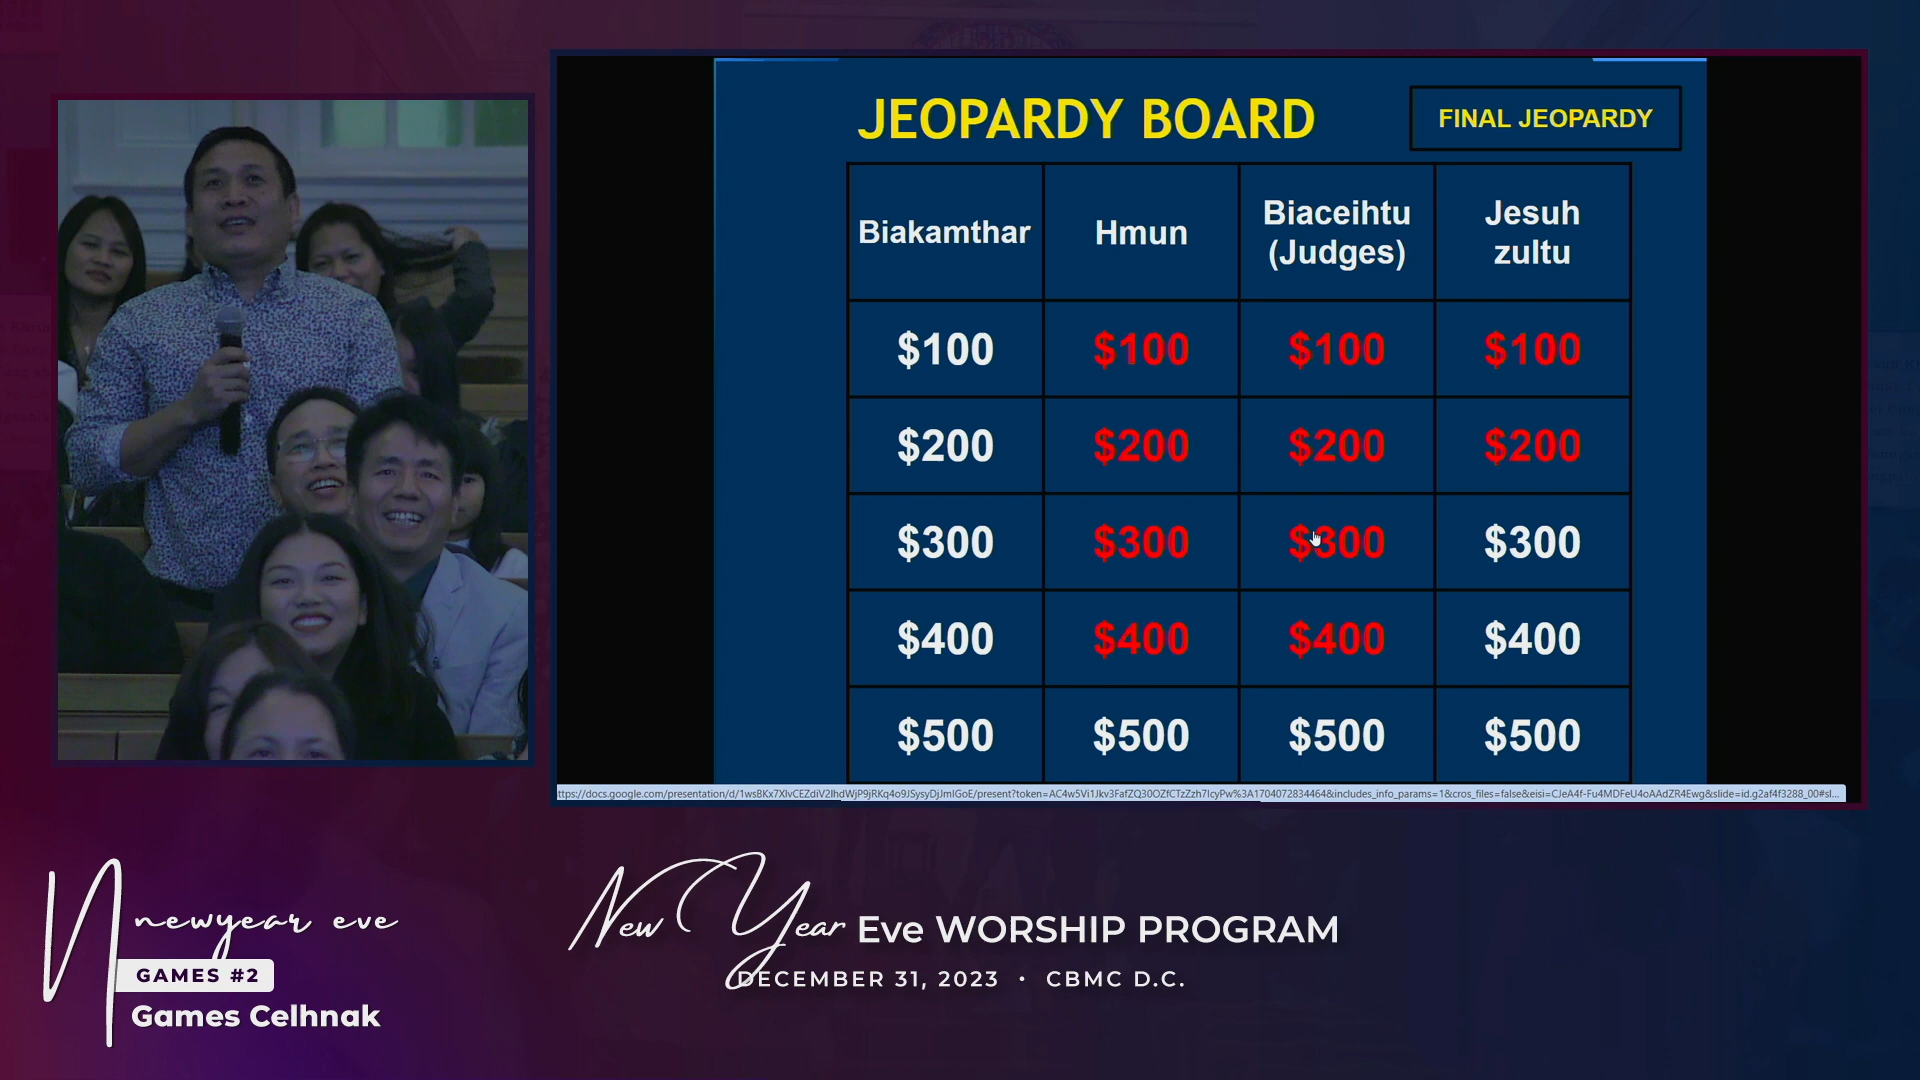 JEOPARDY BOARD
FINAL JEOPARDY
Biakamthar
Hmun
Biaceihtu
(Judges)
Jesuh
zultu
$100 $100 $100 $100
$200 $200 $200 $200
$300 $300 $300 $300
$400 $400 $400 $400
$500 $500 $500 $500
newyear eve
GAMES #2
Games Celhnak
New Year Eve WORSHIP PROGRAM
DECEMBER 31, 2023 • CBMC D.C.